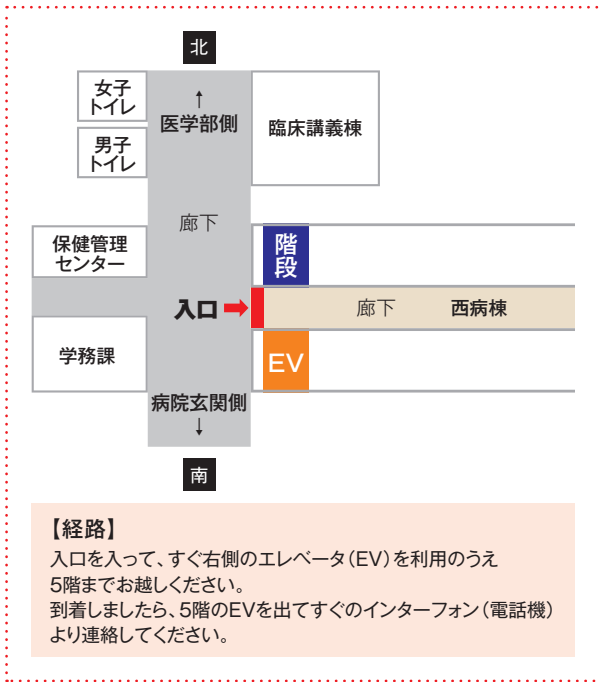 北
女子
トイレ
↑
医学部側
臨床講義棟
男子
トイレ
廊下
保健管理
センター
階段
入口
廊下
西病棟
学務課
EV
病院玄関側
↓
南
【経路】
入口を入って、すぐ右側のエレベータ(EV)を利用のうえ
5階までお越しください。
到着しましたら、5階のEVを出てすぐのインターフォン(電話機)
より連絡してください。